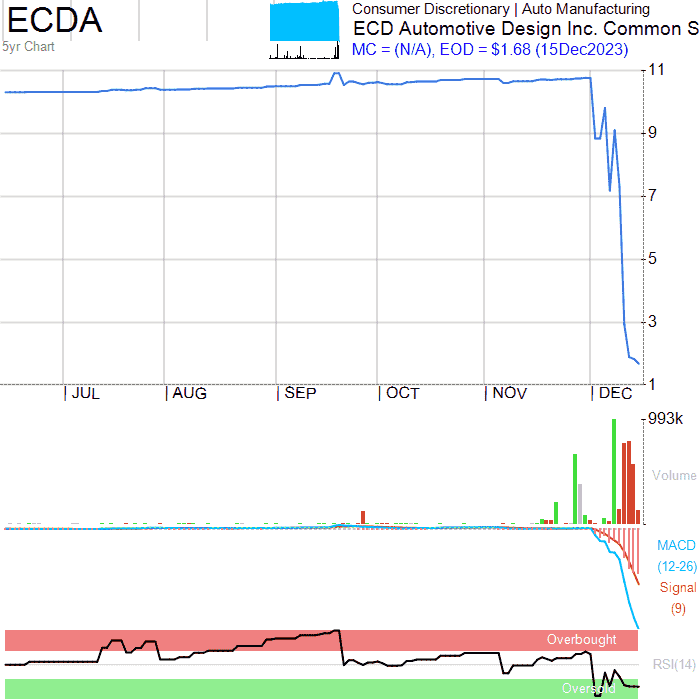 ECDA
Consumer Discretionary | Auto Manufacturing
ECD Automotive Design Inc. Common S
5yr Chart
MC = (N/A), EOD = $1.68 (15Dec2023)
11
9
7
5
3
1
JUL AUG SEP OCT NOV DEC
993k
Volume
MACD
(12-26)
Signal
(9)
Overbought
RSI(14)
Oversold